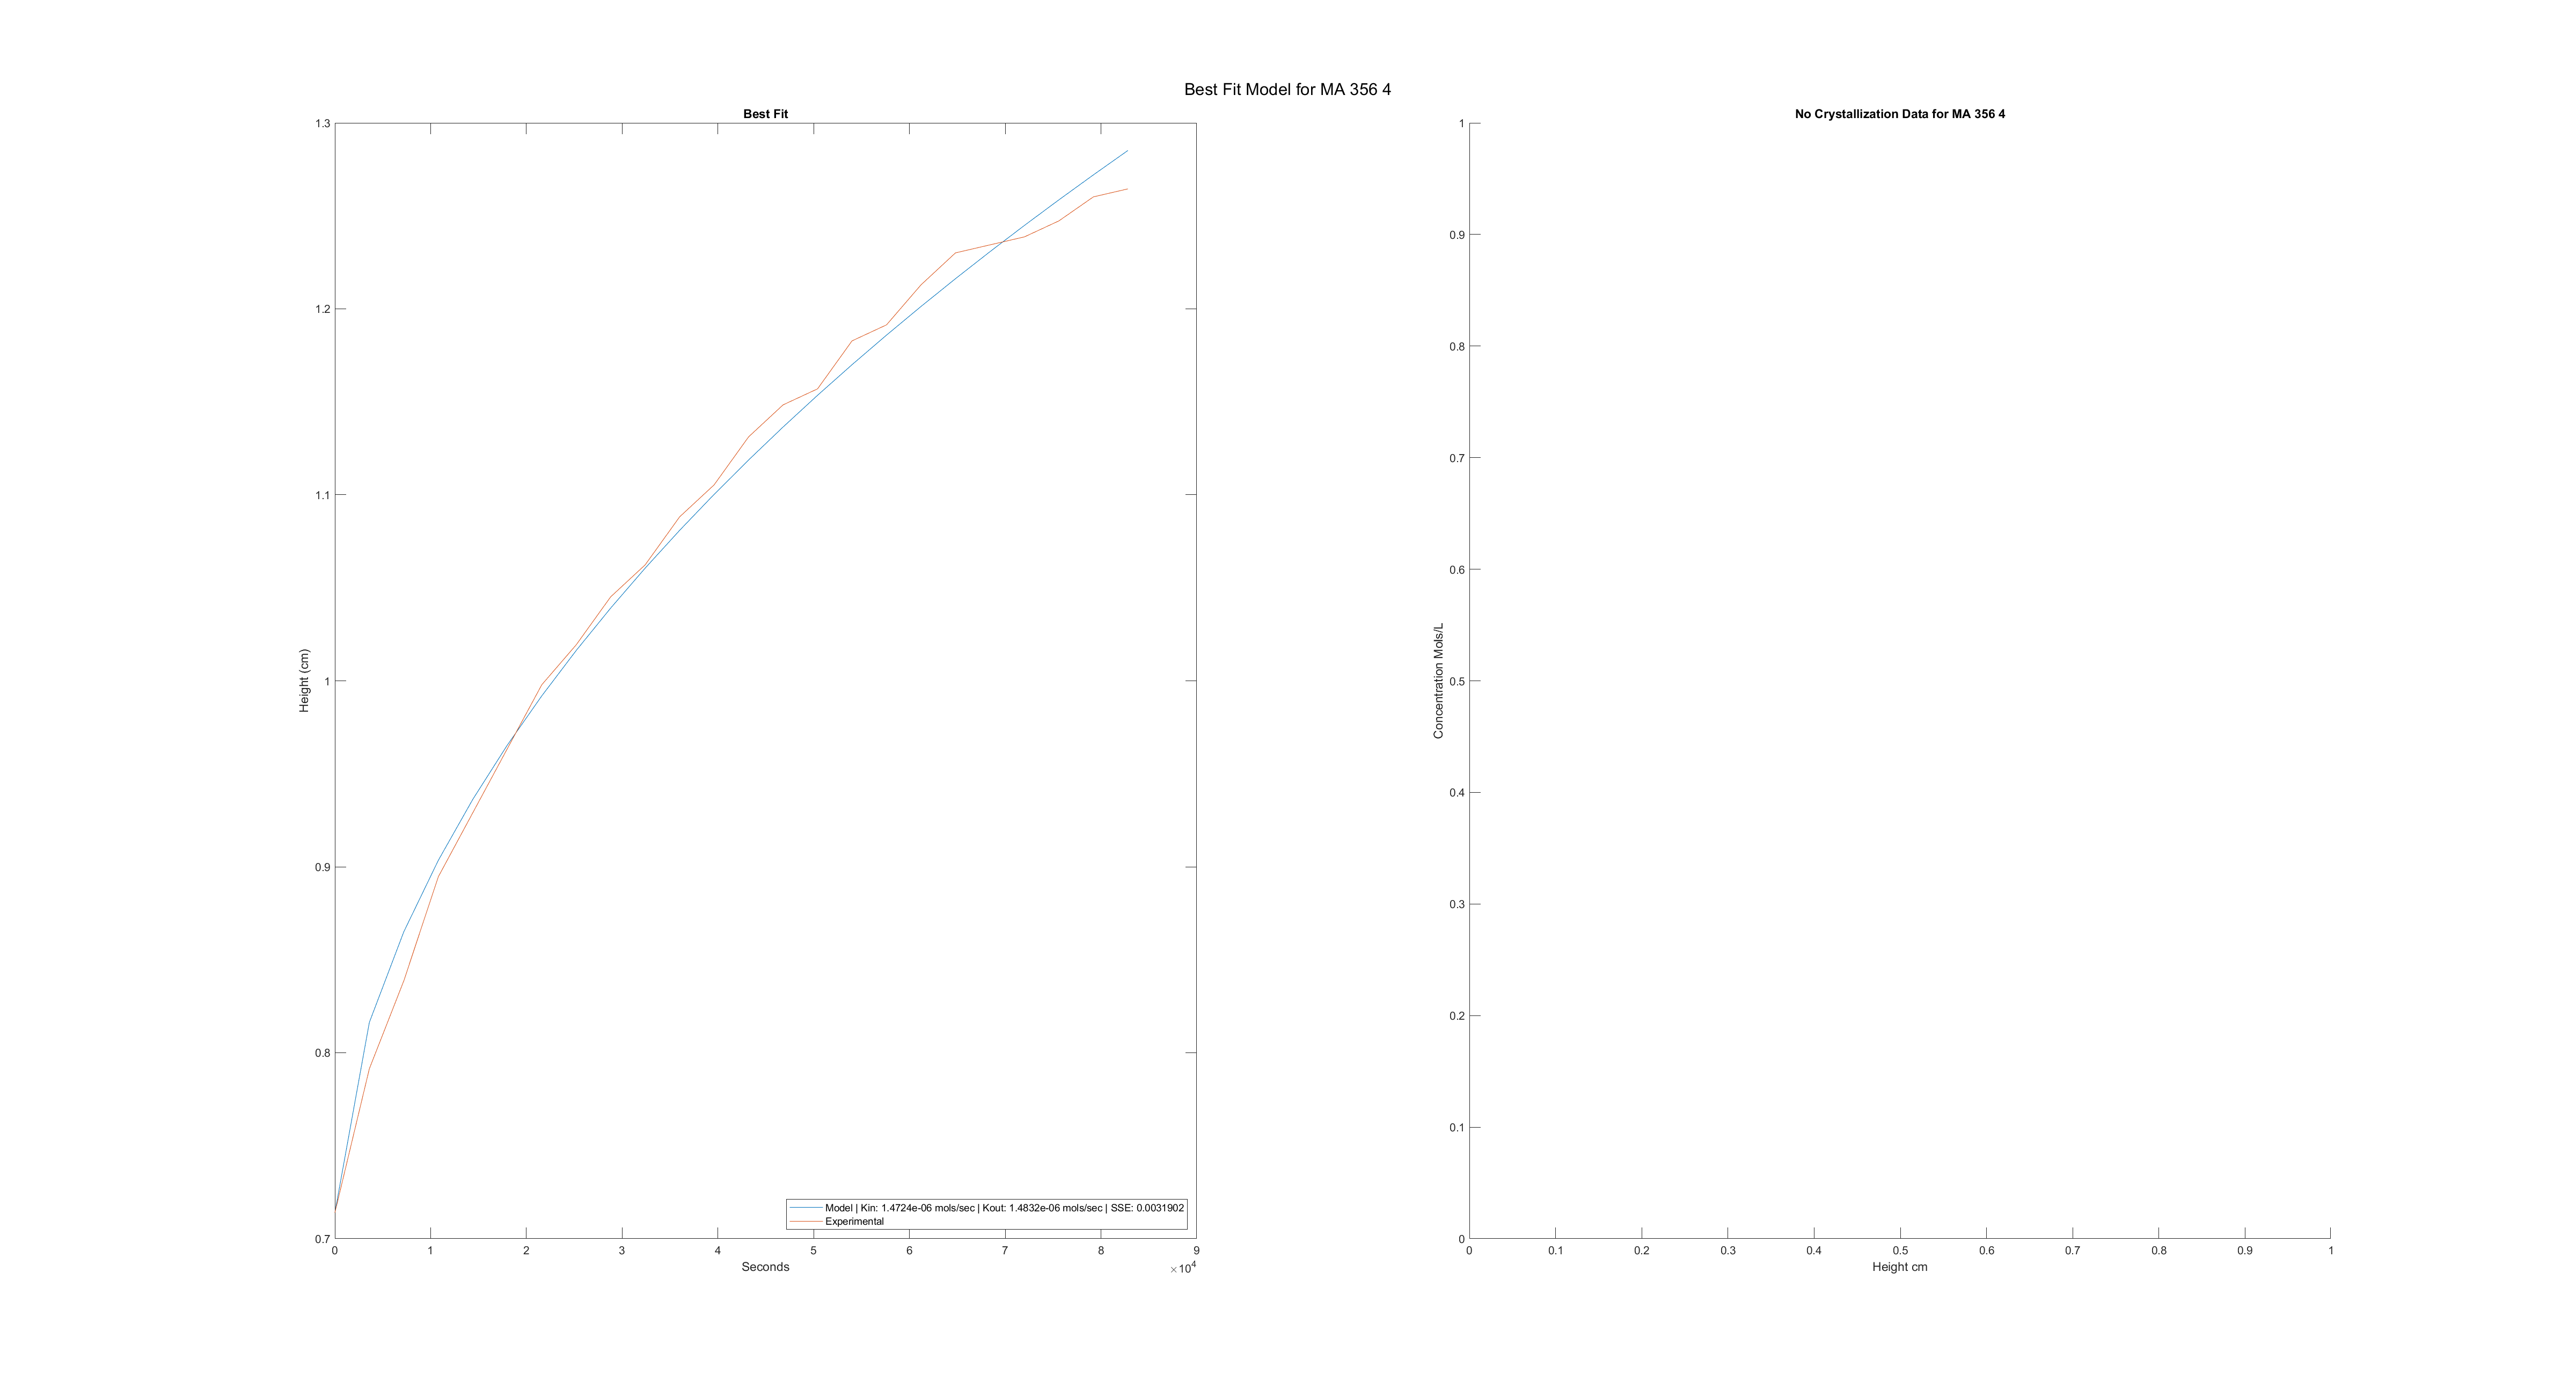 Best Fit Model for MA 356 4
Best Fit
1.3
1.2
1.1
1
0.9
0.8
0.7
Height (cm)
0 1 2 3 4 5 6 7 8 9
Seconds
×10^4
Model | Kin: 1.4724e-06 mols/sec | Kout: 1.4832e-06 mols/sec | SSE: 0.0031902
Experimental
No Crystallization Data for MA 356 4
1
0.9
0.8
0.7
0.6
0.5
0.4
0.3
0.2
0.1
0
Concentration Mols/L
0 0.1 0.2 0.3 0.4 0.5 0.6 0.7 0.8 0.9 1
Height cm